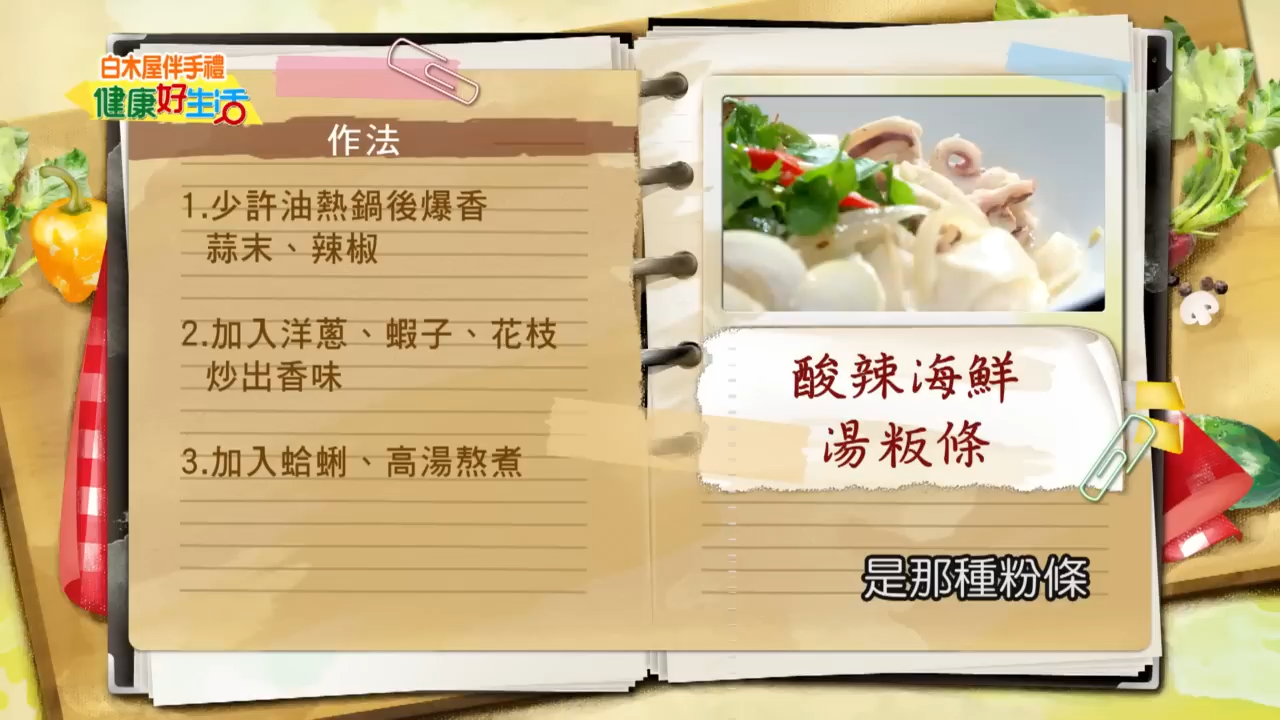 白木屋伴手禮
健康好生活
作法
1.少許油熱鍋後爆香
蒜末、辣椒
2.加入洋蔥、蝦子、花枝
炒出香味
3.加入蛤蜊、高湯熬煮
酸辣海鮮
湯粄條
是那種粉條